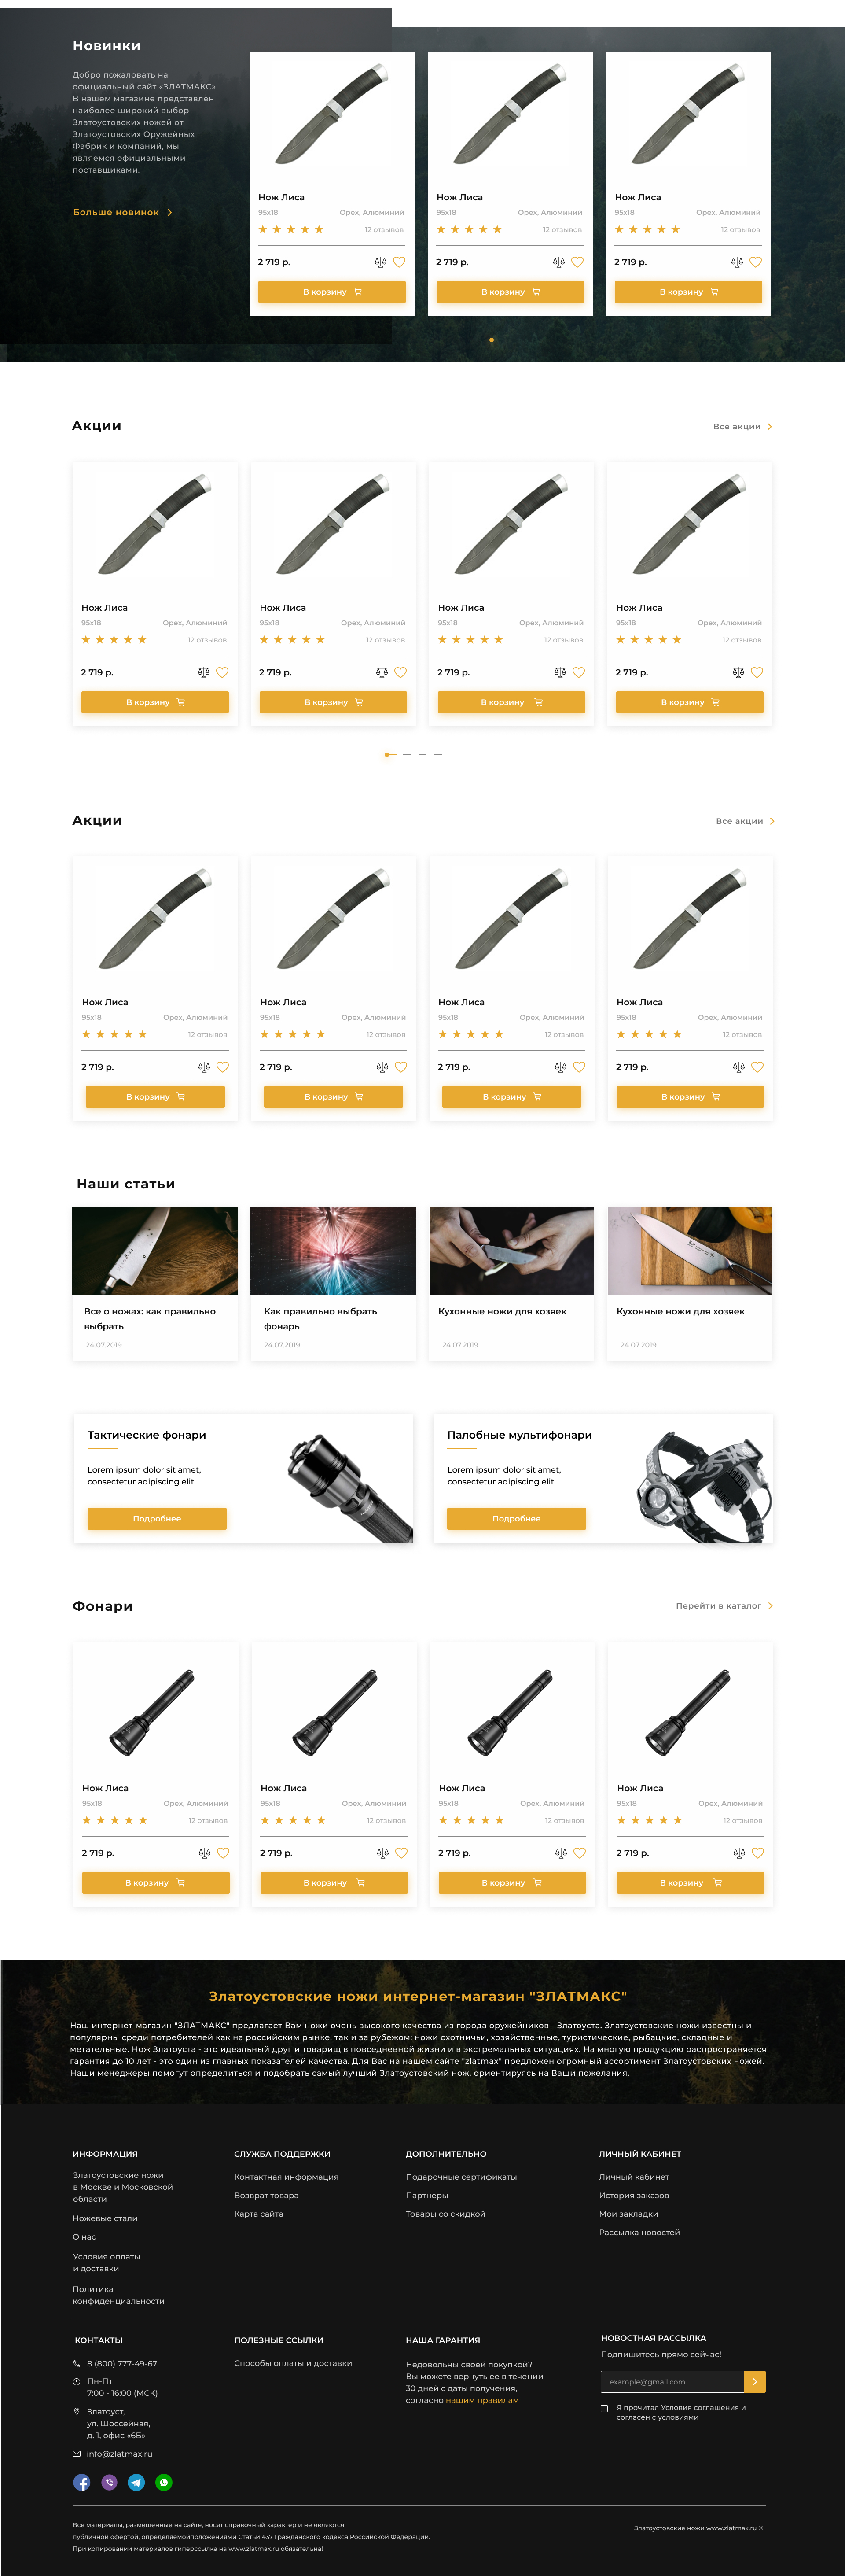 Новинки
Добро пожаловать на
официальный сайт «ЗЛАТМАКС»!
В нашем магазине представлен
наиболее широкий выбор
Златоустовских ножей от
Златоустовских Оружейных
Фабрик и компаний, мы
являемся официальными
поставщиками.
Больше новинок
Нож Лиса Нож Лиса Нож Лиса
95х18 Орех, Алюминий 95х18 Орех, Алюминий 95х18 Орех, Алюминий
12 отзывов 12 отзывов 12 отзывов
2 719 р. 2 719 р. 2 719 р.
В корзину В корзину В корзину
Акции Все акции
Нож Лиса Нож Лиса Нож Лиса Нож Лиса
95х18 Орех, Алюминий 95х18 Орех, Алюминий 95х18 Орех, Алюминий 95х18 Орех, Алюминий
12 отзывов 12 отзывов 12 отзывов 12 отзывов
2 719 р. 2 719 р. 2 719 р. 2 719 р.
В корзину В корзину В корзину В корзину
Акции Все акции
Нож Лиса Нож Лиса Нож Лиса Нож Лиса
95х18 Орех, Алюминий 95х18 Орех, Алюминий 95х18 Орех, Алюминий 95х18 Орех, Алюминий
12 отзывов 12 отзывов 12 отзывов 12 отзывов
2 719 р. 2 719 р. 2 719 р. 2 719 р.
В корзину В корзину В корзину В корзину
Наши статьи
Все о ножах: как правильно
выбрать
24.07.2019
Как правильно выбрать
фонарь
24.07.2019
Кухонные ножи для хозяек
24.07.2019
Кухонные ножи для хозяек
24.07.2019
Тактические фонари
Lorem ipsum dolor sit amet,
consectetur adipiscing elit.
Подробнее
Палобные мультифонари
Lorem ipsum dolor sit amet,
consectetur adipiscing elit.
Подробнее
Фонари Перейти в каталог
Нож Лиса Нож Лиса Нож Лиса Нож Лиса
95х18 Орех, Алюминий 95х18 Орех, Алюминий 95х18 Орех, Алюминий 95х18 Орех, Алюминий
12 отзывов 12 отзывов 12 отзывов 12 отзывов
2 719 р. 2 719 р. 2 719 р. 2 719 р.
В корзину В корзину В корзину В корзину
Златоустовские ножи интернет-магазин "ЗЛАТМАКС"
Наш интернет-магазин "ЗЛАТМАКС" предлагает Вам ножи очень высокого качества из города оружейников - Златоуста. Златоустовские ножи известны и
популярны среди потребителей как на российским рынке, так и за рубежом: ножи охотничьи, хозяйственные, туристические, рыбацкие, складные и
метательные. Нож Златоуста - это идеальный друг и товарищ в повседневной жизни и в экстремальных ситуациях. На многую продукцию распространяется
гарантия до 10 лет - это один из главных показателей качества. Для Вас на нашем сайте "zlatmax" предложен огромный ассортимент Златоустовских ножей.
Наши менеджеры помогут определиться и подобрать самый лучший Златоустовский нож, ориентируясь на Ваши пожелания.
ИНФОРМАЦИЯ
Златоустовские ножи
в Москве и Московской
области
Ножевые стали
О нас
Условия оплаты
и доставки
Политика
конфиденциальности
СЛУЖБА ПОДДЕРЖКИ
Контактная информация
Возврат товара
Карта сайта
ДОПОЛНИТЕЛЬНО
Подарочные сертификаты
Партнеры
Товары со скидкой
ЛИЧНЫЙ КАБИНЕТ
Личный кабинет
История заказов
Мои закладки
Рассылка новостей
КОНТАКТЫ
8 (800) 777-49-67
Пн-Пт
7:00 - 16:00 (МСК)
Златоуст,
ул. Шоссейная,
д. 1, офис «6Б»
info@zlatmax.ru
ПОЛЕЗНЫЕ ССЫЛКИ
Способы оплаты и доставки
НАША ГАРАНТИЯ
Недовольны своей покупкой?
Вы можете вернуть ее в течении
30 дней с даты получения,
согласно нашим правилам
НОВОСТНАЯ РАССЫЛКА
Подпишитесь прямо сейчас!
example@gmail.com
Я прочитал Условия соглашения и
согласен с условиями
Все материалы, размещенные на сайте, носят справочный характер и не являются
публичной офертой, определяемойположениями Статьи 437 Гражданского кодекса Российской Федерации.
При копировании материалов гиперссылка на www.zlatmax.ru обязательна!
Златоустовские ножи www.zlatmax.ru ©